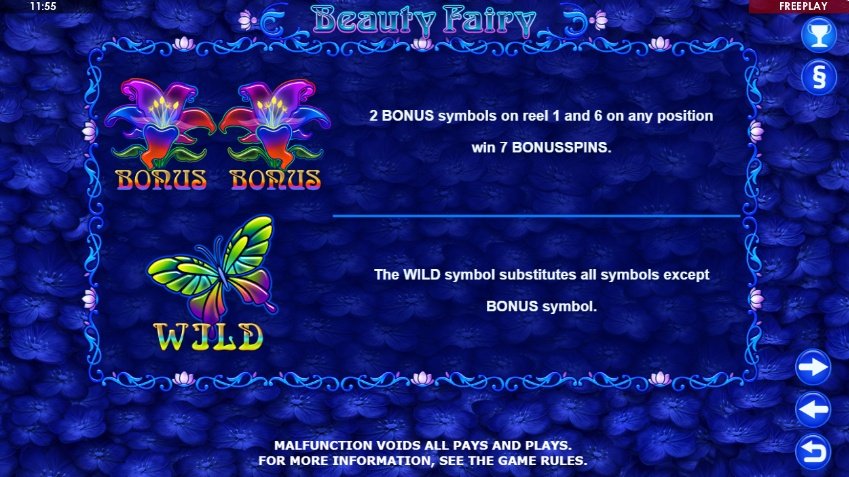 11:55
Beauty Fairy
FREEPLAY
§
2 BONUS symbols on reel 1 and 6 on any position
win 7 BONUSSPINS.
BONUS BONUS
The WILD symbol substitutes all symbols except
BONUS symbol.
WILD
MALFUNCTION VOIDS ALL PAYS AND PLAYS.
FOR MORE INFORMATION, SEE THE GAME RULES.